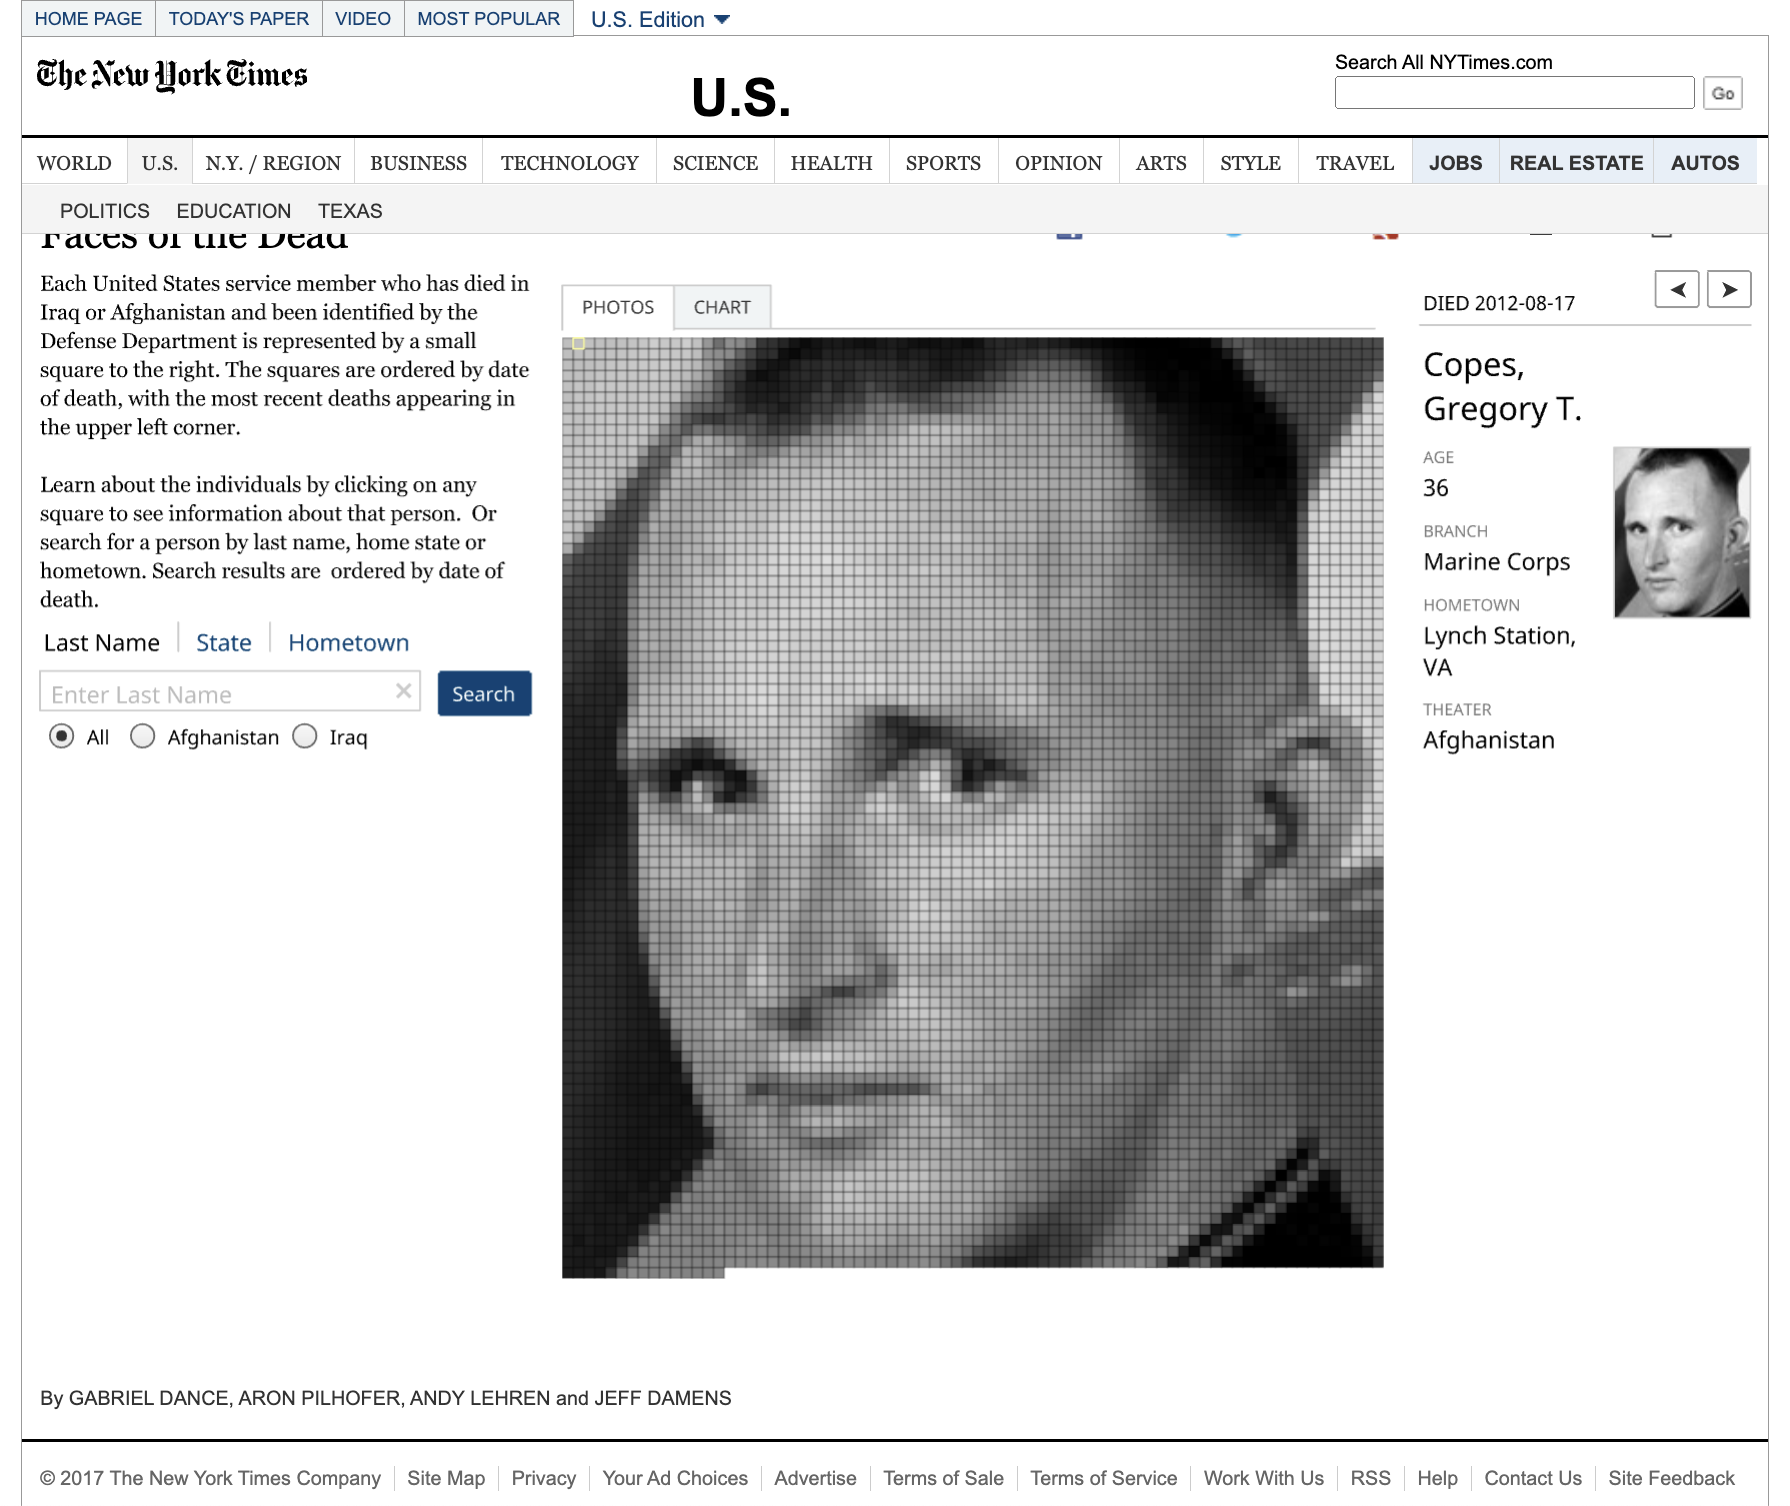 HOME PAGE TODAY'S PAPER VIDEO MOST POPULAR U.S. Edition
The New York Times
U.S.
Search All NYTimes.com
Go
WORLD U.S. N.Y. / REGION BUSINESS TECHNOLOGY SCIENCE HEALTH SPORTS OPINION ARTS STYLE TRAVEL JOBS REAL ESTATE AUTOS
POLITICS EDUCATION TEXAS
Faces of the Dead
Each United States service member who has died in
Iraq or Afghanistan and been identified by the
Defense Department is represented by a small
square to the right. The squares are ordered by date
of death, with the most recent deaths appearing in
the upper left corner.
Learn about the individuals by clicking on any
square to see information about that person. Or
search for a person by last name, home state or
hometown. Search results are ordered by date of
death.
Last Name State Hometown
Enter Last Name
Search
All Afghanistan Iraq
PHOTOS CHART
DIED 2012-08-17
Copes,
Gregory T.
AGE
36
BRANCH
Marine Corps
HOMETOWN
Lynch Station,
VA
THEATER
Afghanistan
By GABRIEL DANCE, ARON PILHOFER, ANDY LEHREN and JEFF DAMENS
© 2017 The New York Times Company Site Map Privacy Your Ad Choices Advertise Terms of Sale Terms of Service Work With Us RSS Help Contact Us Site Feedback